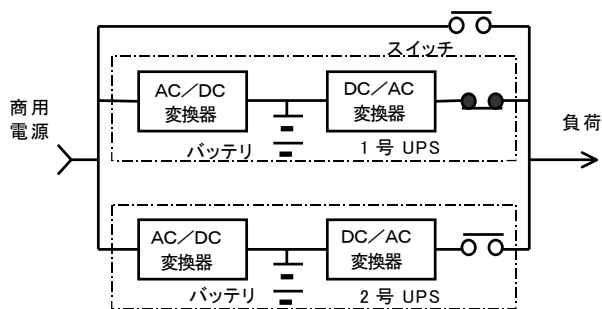 スイッチ
AC／DC
変換器
DC／AC
変換器
商用
電源
バッテリ
1号 UPS
負荷
AC／DC
変換器
DC／AC
変換器
バッテリ
2号 UPS